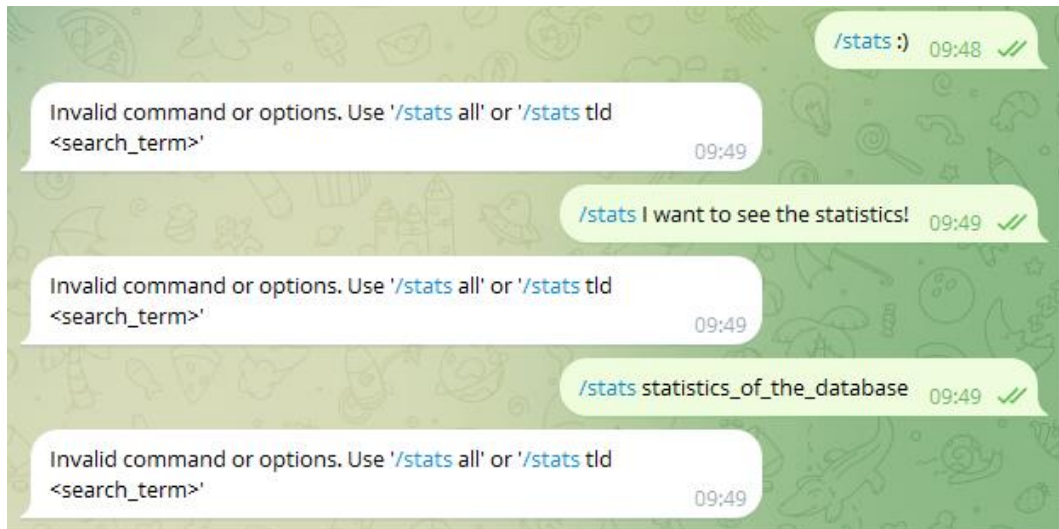 /stats :) 09:48
Invalid command or options. Use '/stats all' or '/stats tld
<search_term>'
09:49
/stats I want to see the statistics! 09:49
Invalid command or options. Use '/stats all' or '/stats tld
<search_term>'
09:49
/stats statistics_of_the_database 09:49
Invalid command or options. Use '/stats all' or '/stats tld
<search_term>'
09:49